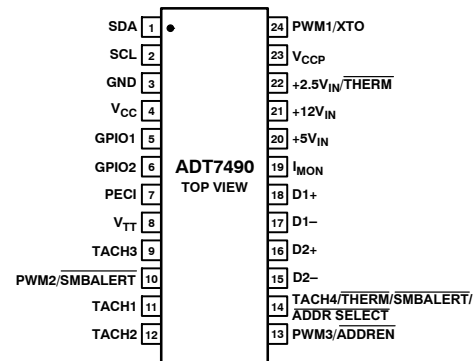 SDA 1 24 PWM1/XTO
SCL 2 23 VCCP
GND 3 22 +2.5VIN/THERM
VCC 4 21 +12VIN
GPIO1 5 20 +5VIN
GPIO2 6 ADT7490 19 IMON
TOP VIEW
PECI 7 18 D1+
VTT 8 17 D1–
TACH3 9 16 D2+
PWM2/SMBALERT 10 15 D2–
TACH1 11 14 TACH4/THERM/SMBALERT/
ADDR SELECT
TACH2 12 13 PWM3/ADDREN